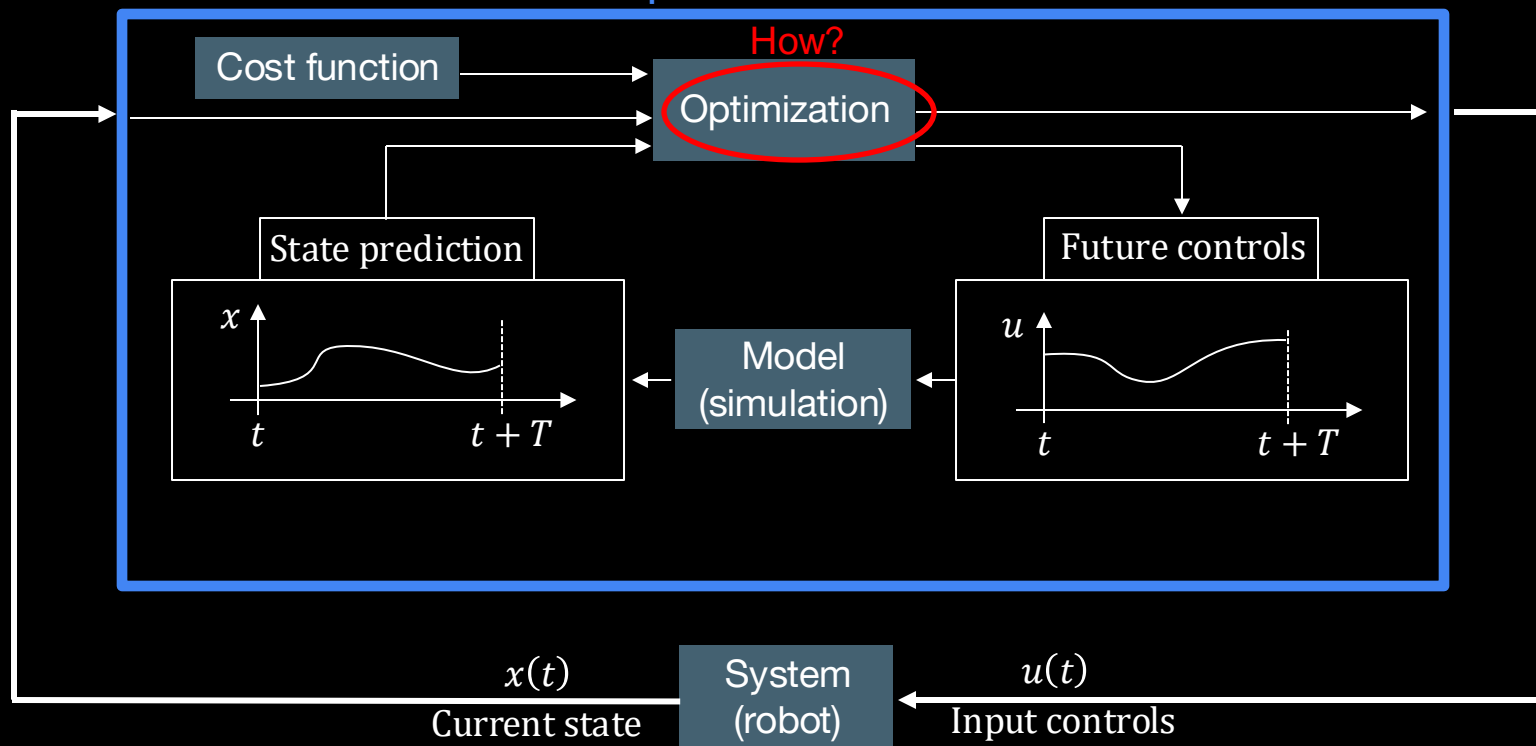 How?
Cost function
Optimization
State prediction
Future controls
x
t
t + T
Model
(simulation)
u
t
t + T
x(t)
Current state
System
(robot)
u(t)
Input controls